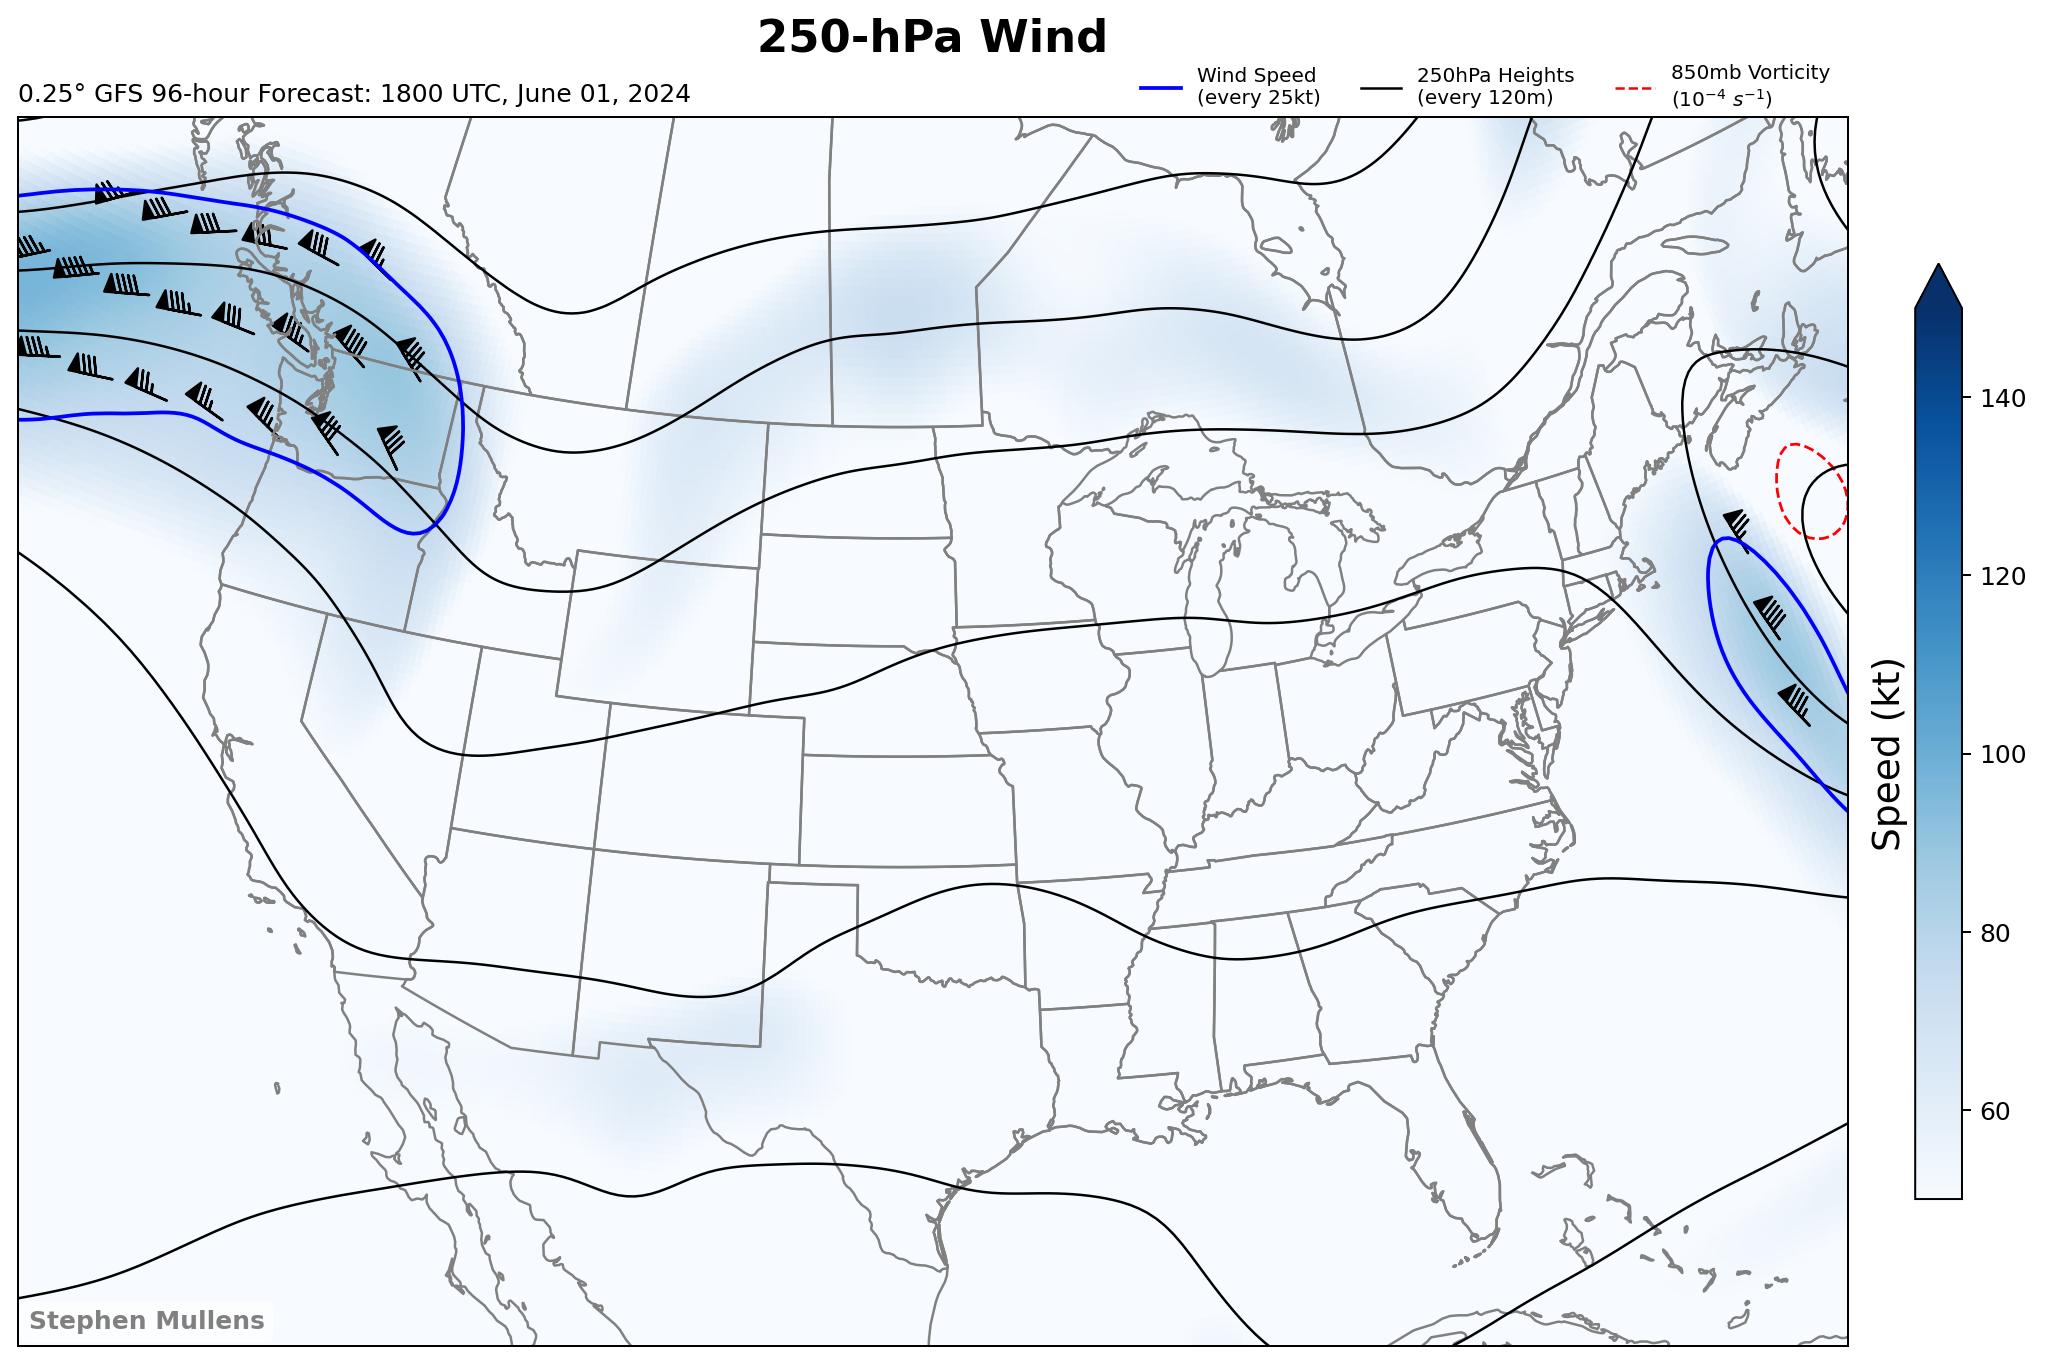 250-hPa Wind
0.25° GFS 96-hour Forecast: 1800 UTC, June 01, 2024
Wind Speed
(every 25kt)
250hPa Heights
(every 120m)
850mb Vorticity
(10⁻⁴ s⁻¹)
140
120
100
80
60
Speed (kt)
Stephen Mullens